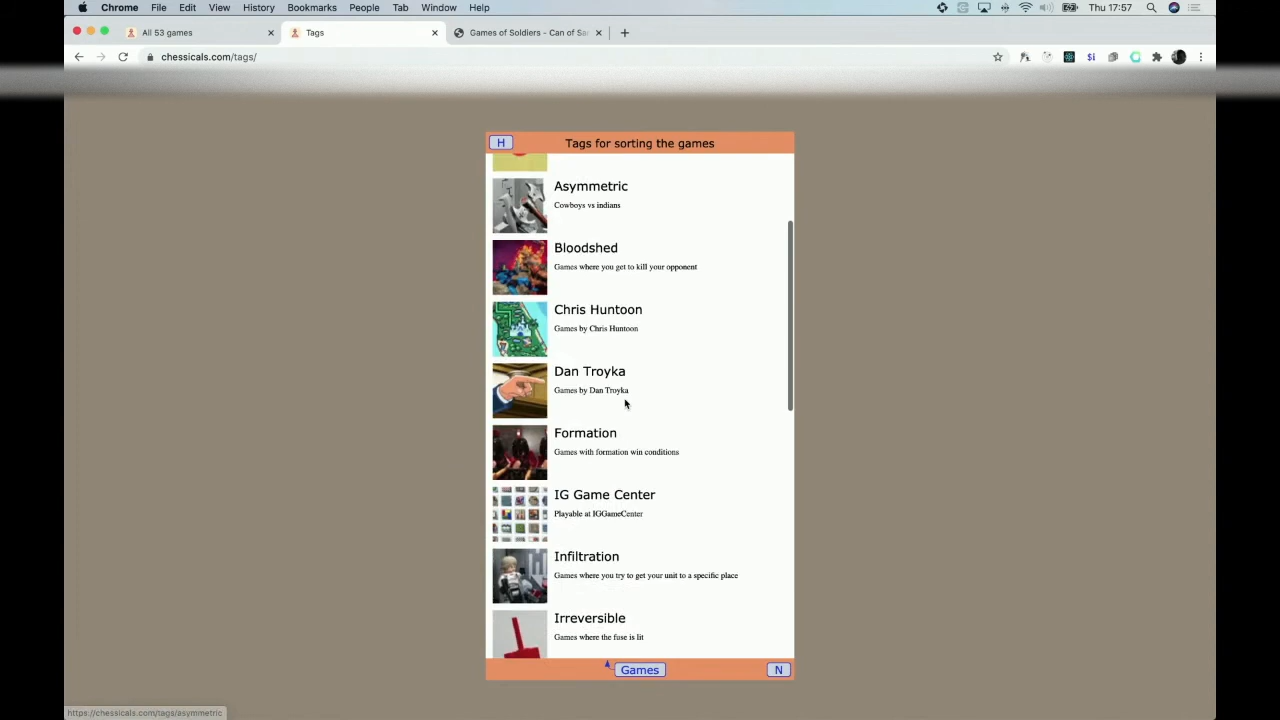 Chrome File Edit View History Bookmarks People Tab Window Help Thu 17:57
All 53 games Tags Games of Soldiers - Can of Sa
chessicals.com/tags/
H Tags for sorting the games
Asymmetric
Cowboys vs indians
Bloodshed
Games where you get to kill your opponent
Chris Huntoon
Games by Chris Huntoon
Dan Troyka
Games by Dan Troyka
Formation
Games with formation win conditions
IG Game Center
Playable at IGGameCenter
Infiltration
Games where you try to get your unit to a specific place
Irreversible
Games where the fuse is lit
Games N
https://chessicals.com/tags/asymmetric